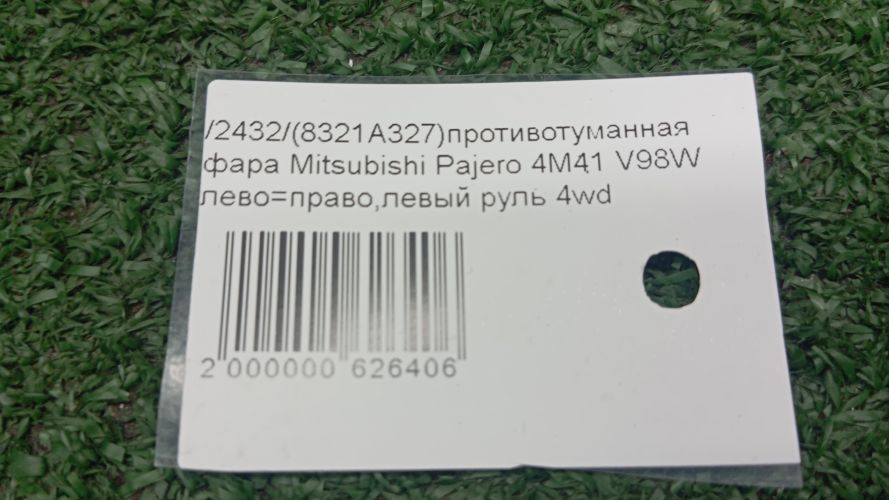 /2432/(8321A327)противотуманная
фара Mitsubishi Pajero 4M41 V98W
лево=право,левый руль 4wd
2 000000 626406